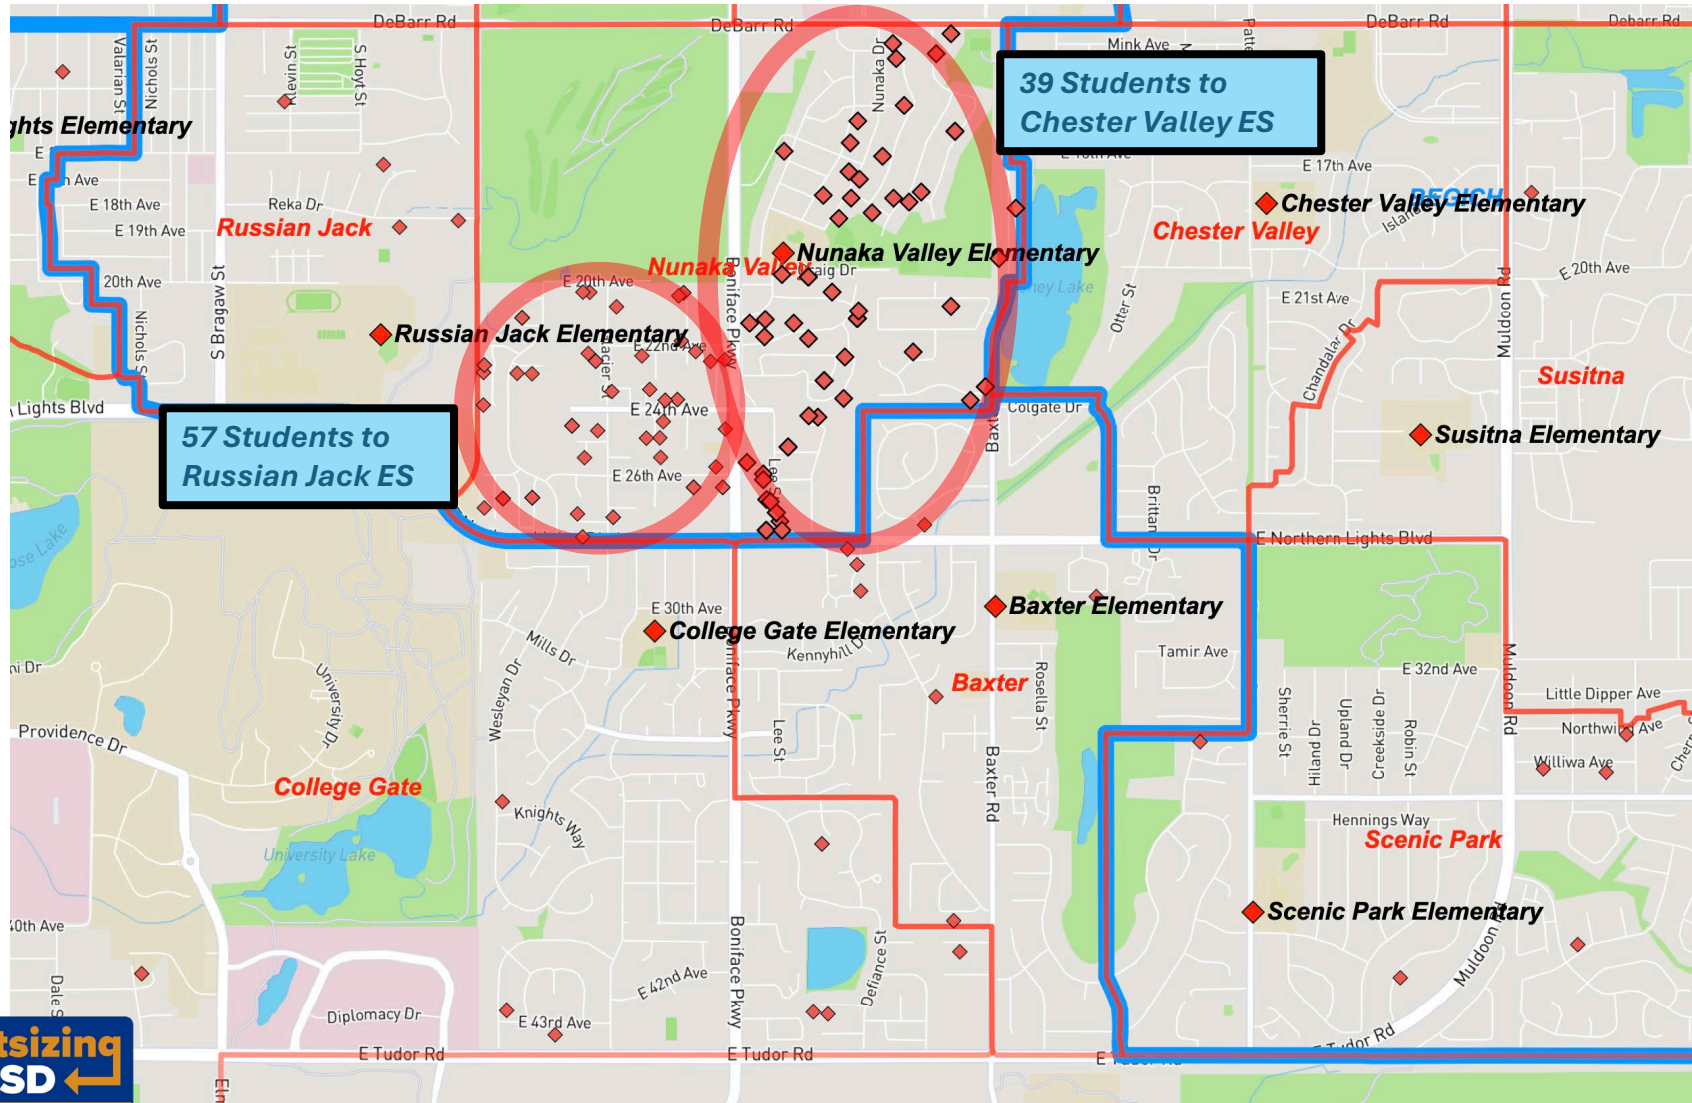 DeBarr Rd
DeBarr Rd
DeBarr Rd
Debarr Rd
Valarian St
Nichols St
Klevin St
S Hoyt St
Nunaka Dr
Mink Ave
39 Students to
Chester Valley ES
ghts Elementary
E 17th Ave
E 18th Ave
Reka Dr
E 19th Ave
Russian Jack
BEGICH
Chester Valley Elementary
Chester Valley
Nunaka Valley Elementary
Nunaka Valley
Craig Dr
E 20th Ave
E 20th Ave
20th Ave
S Bragaw St
Nichols St
Boniface Pkwy
Otter St
E 21st Ave
Muldoon Rd
Russian Jack Elementary
E 22nd Ave
Chandalar Dr
Susitna
Lights Blvd
E 24th Ave
Colgate Dr
57 Students to
Russian Jack ES
Susitna Elementary
E 26th Ave
Brittany Dr
E Northern Lights Blvd
E 30th Ave
College Gate Elementary
Baxter Elementary
Mills Dr
Kennyhill Dr
Boniface Pkwy
Tamir Ave
E 32nd Ave
Muldoon Rd
University Dr
Wesleyan Dr
Baxter
Rosella St
Sherrie St
Hiland Dr
Upland Dr
Creekside Dr
Robin St
Little Dipper Ave
Northwind Ave
Providence Dr
Lee St
Baxter Rd
Williwa Ave
College Gate
Knights Way
Hennings Way
Scenic Park
University Lake
40th Ave
Scenic Park Elementary
Boniface Pkwy
Defiance St
Muldoon Rd
E 42nd Ave
Diplomacy Dr
E 43rd Ave
E Tudor Rd
E Tudor Rd
E Tudor Rd
tsizing
SD